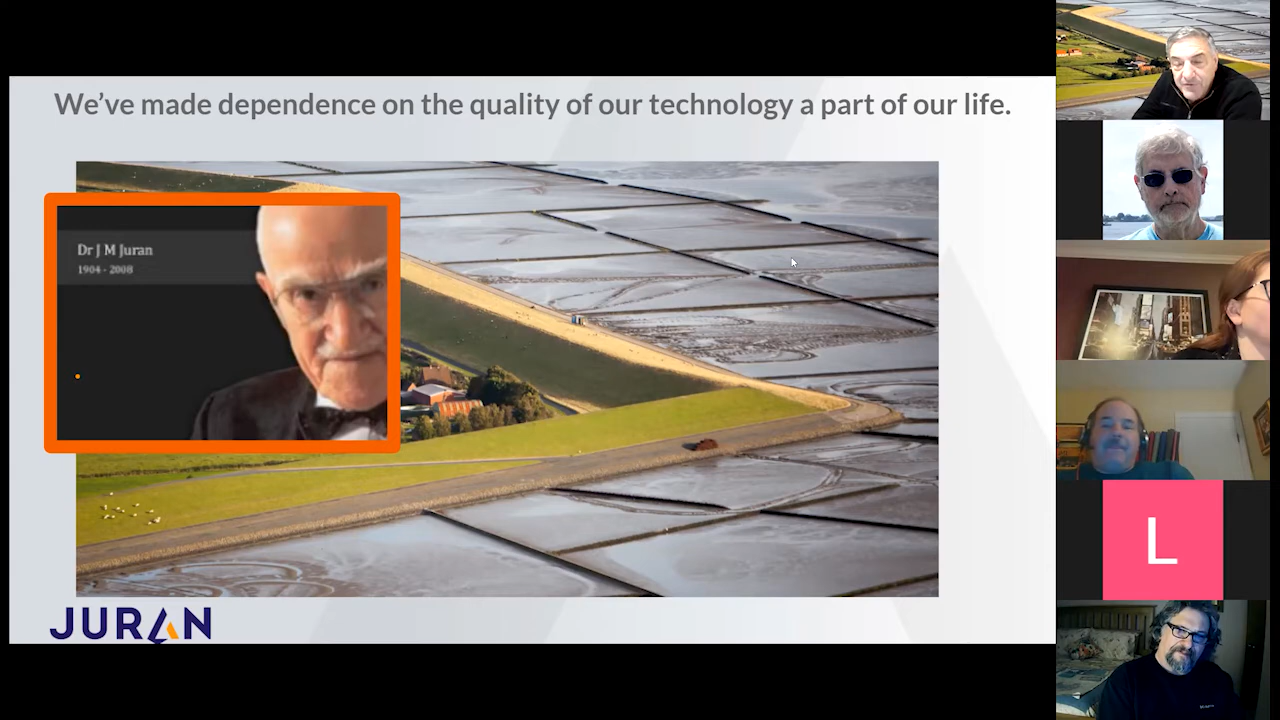 We've made dependence on the quality of our technology a part of our life.
Dr J M Juran
1904 - 2008
JURAN
L